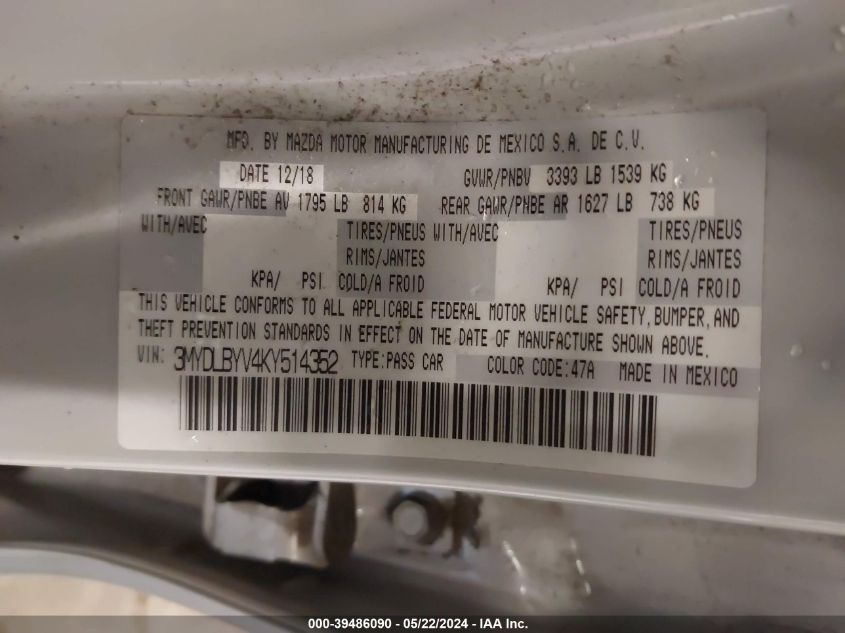 MFD. BY MAZDA MOTOR MANUFACTURING DE MEXICO S.A. DE C.V.
DATE 12/18 GVWR/PNBV 3393 LB 1539 KG
FRONT GAWR/PNBE AV 1795 LB 814 KG REAR GAWR/PNBE AR 1627 LB 738 KG
WITH/AVEC TIRES/PNEUS WITH/AVEC TIRES/PNEUS
RIMS/JANTES RIMS/JANTES
KPA/ PSI COLD/A FROID KPA/ PSI COLD/A FROID
THIS VEHICLE CONFORMS TO ALL APPLICABLE FEDERAL MOTOR VEHICLE SAFETY, BUMPER, AND
THEFT PREVENTION STANDARDS IN EFFECT ON THE DATE OF MANUFACTURE SHOWN ABOVE.
VIN: 3MYDLBYV4KY514352 TYPE:PASS CAR COLOR CODE:47A MADE IN MEXICO
000-39486090 - 05/22/2024 - IAA Inc.